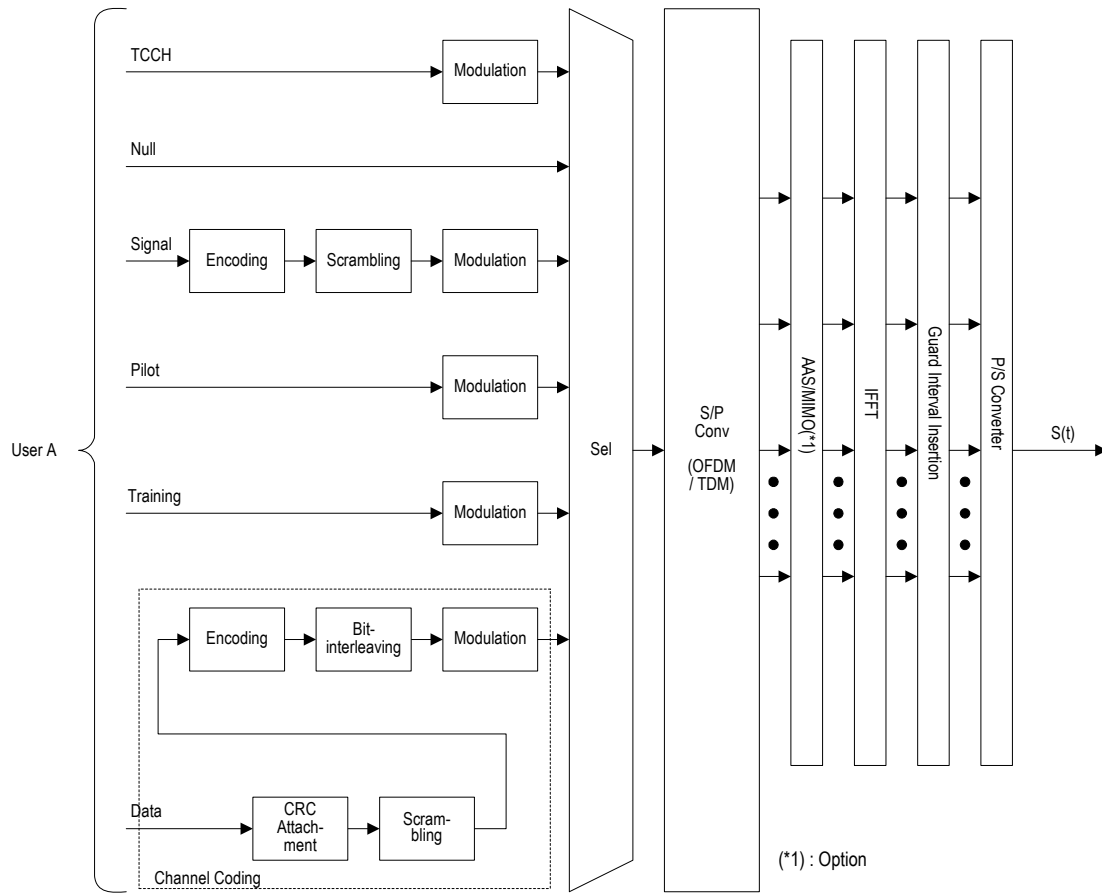 TCCH
Modulation
Null
Signal
Encoding
Scrambling
Modulation
Pilot
Modulation
User A
Training
Modulation
Encoding
Bit-
interleaving
Modulation
Data
CRC
Attach-
ment
Scram-
bling
Channel Coding
Sel
S/P
Conv
(OFDM
/ TDM)
AAS/MIMO(*1)
IFFT
Guard Interval Insertion
P/S Converter
S(t)
(*1) : Option